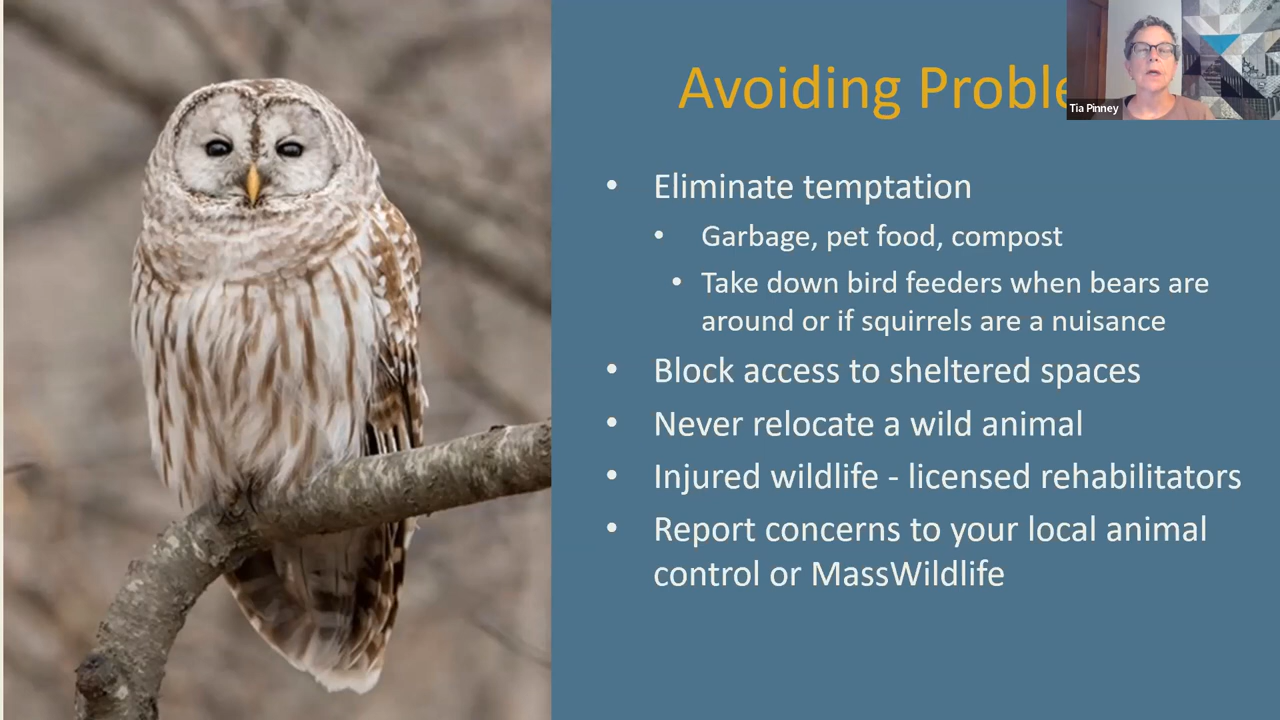 Avoiding Proble
Tia Pinney
• Eliminate temptation
• Garbage, pet food, compost
• Take down bird feeders when bears are
around or if squirrels are a nuisance
• Block access to sheltered spaces
• Never relocate a wild animal
• Injured wildlife - licensed rehabilitators
• Report concerns to your local animal
control or MassWildlife